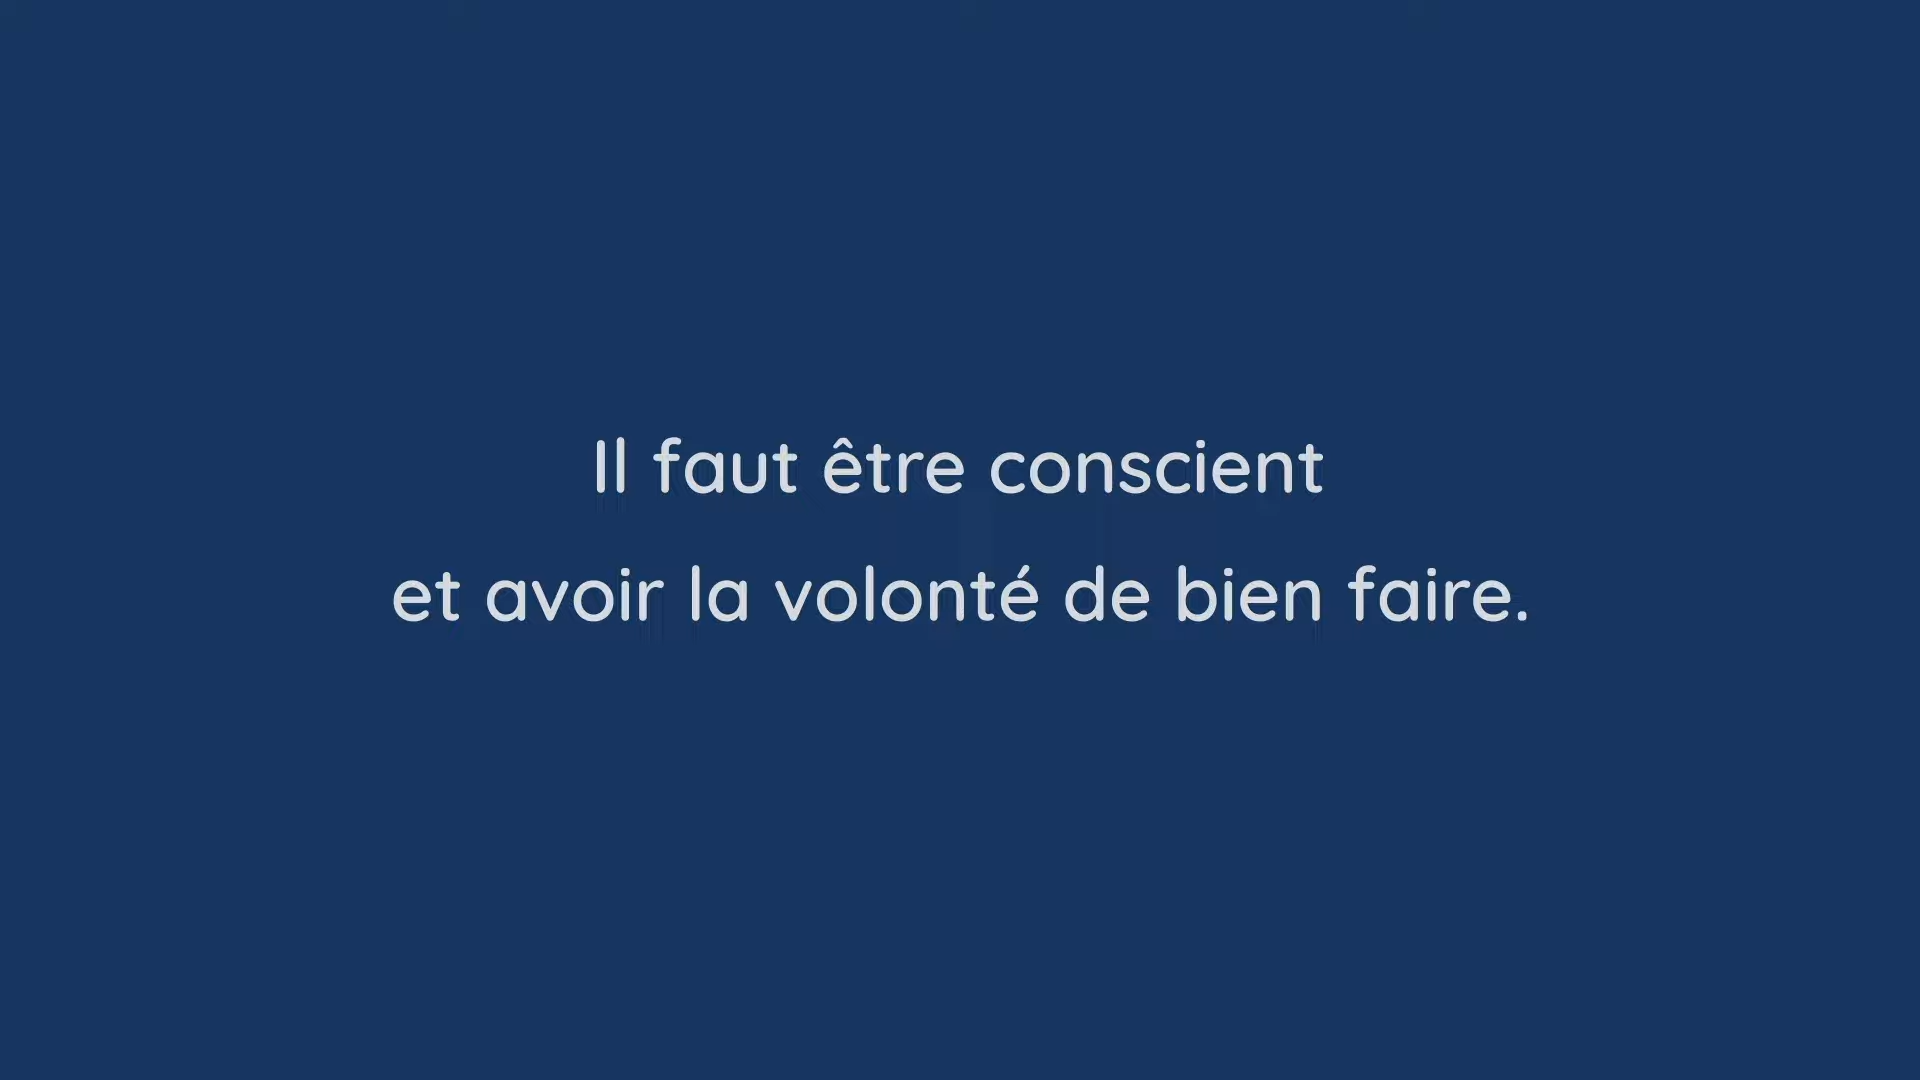 Il faut être conscient
et avoir la volonté de bien faire.